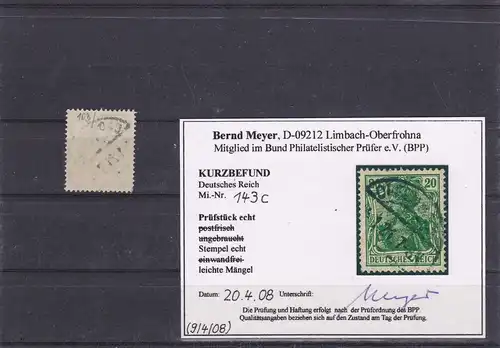 Bernd Meyer, D-09212 Limbach-Oberfrohna
Mitglied im Bund Philatelistischer Prüfer e.V. (BPP)
KURZBEFUND
Deutsches Reich
Mi.-Nr. 143c
Prüfstück echt
postfrisch
ungebraucht
Stempel echt
einwandfrei
leichte Mängel
20
DEUTSCHES REICH
Datum: 20.4.08 Unterschrift: Meyer
Die Prüfung und Haftung erfolgt nach der Prüfordnung des BPP.
Qualitätsangaben beziehen sich auf den Zustand am Tag der Prüfung.
(9/4/08)